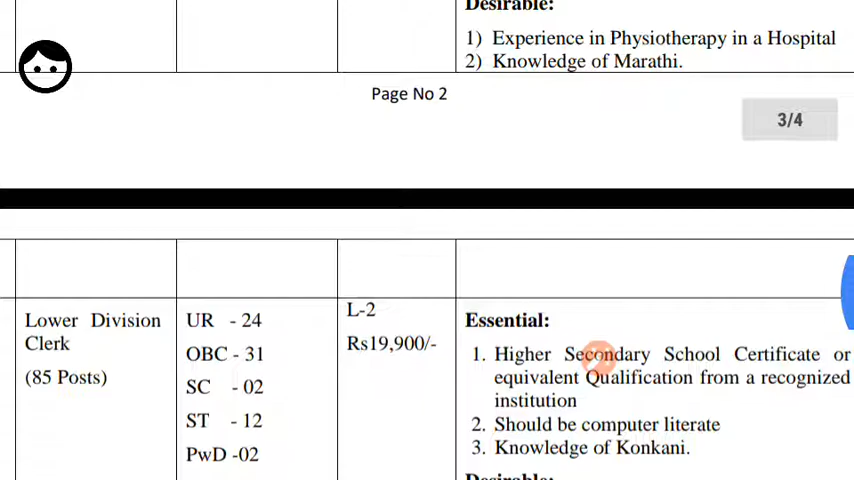 Desirable:
1) Experience in Physiotherapy in a Hospital
2) Knowledge of Marathi.
Page No 2
3/4
Lower Division
Clerk
(85 Posts)
UR - 24
OBC - 31
SC - 02
ST - 12
PwD -02
L-2
Rs19,900/-
Essential:
1. Higher Secondary School Certificate or
equivalent Qualification from a recognized
institution
2. Should be computer literate
3. Knowledge of Konkani.
Desirable: